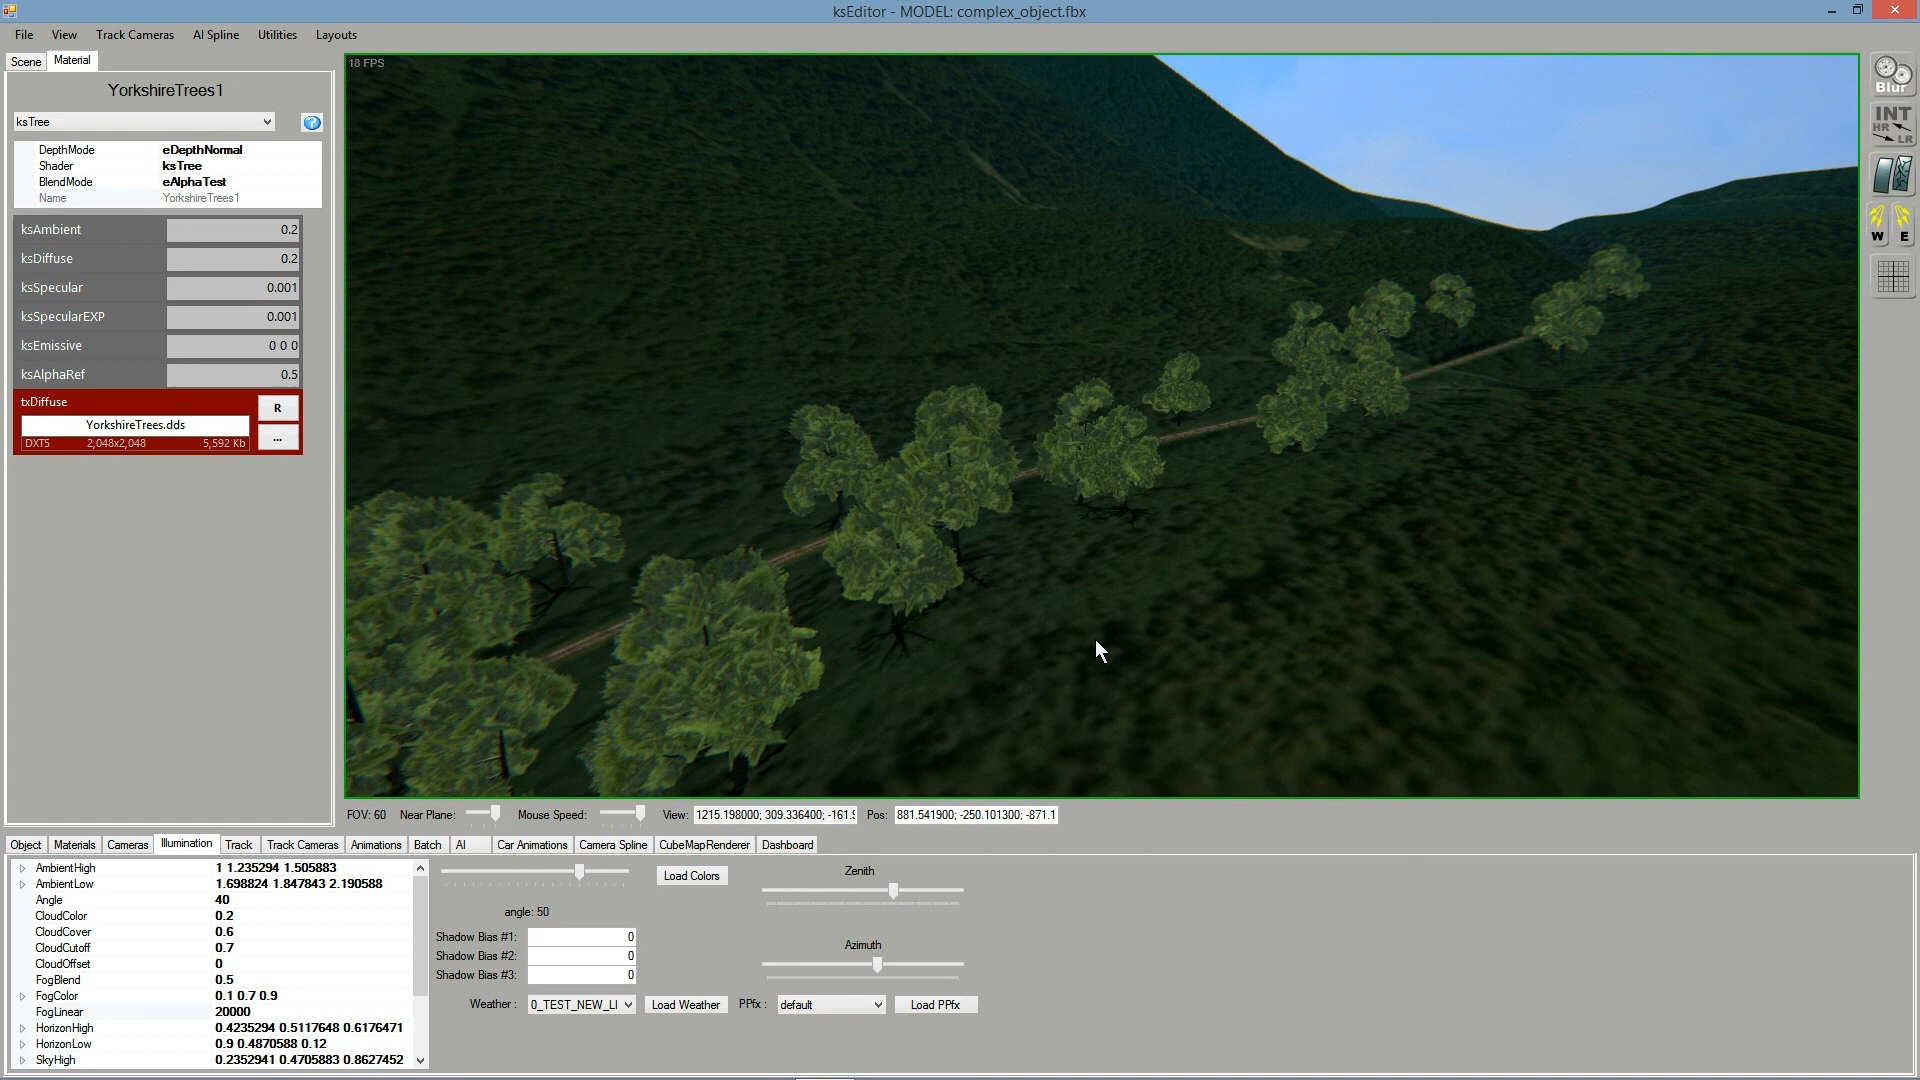 ksEditor - MODEL: complex_object.fbx
File View Track Cameras AI Spline Utilities Layouts
Scene Material
YorkshireTrees1
ksTree
DepthMode eDepthNormal
Shader ksTree
BlendMode eAlphaTest
Name YorkshireTrees1
ksAmbient 0.2
ksDiffuse 0.2
ksSpecular 0.001
ksSpecularEXP 0.001
ksEmissive 0 0 0
ksAlphaRef 0.5
txDiffuse
R
YorkshireTrees.dds
DXT5 2,048x2,048 5,592 Kb
...
18 FPS
Blur
INT
HR
LR
W E
FOV: 60 Near Plane: Mouse Speed: View: 1215.198000; 309.336400; -161.9 Pos: 881.541900; -250.101300; -871.1
Object Materials Cameras Illumination Track Track Cameras Animations Batch AI Car Animations Camera Spline CubeMapRenderer Dashboard
AmbientHigh 1 1.235294 1.505883
AmbientLow 1.698824 1.847843 2.190588
Angle 40
CloudColor 0.2
CloudCover 0.6
CloudCutoff 0.7
CloudOffset 0
FogBlend 0.5
FogColor 0.1 0.7 0.9
FogLinear 20000
HorizonHigh 0.4235294 0.5117648 0.6176471
HorizonLow 0.9 0.4870588 0.12
SkyHigh 0.2352941 0.4705883 0.8627452
Load Colors
angle: 50
Shadow Bias #1: 0
Shadow Bias #2: 0
Shadow Bias #3: 0
Weather : 0_TEST_NEW_LI Load Weather PPfx : default Load PPfx
Zenith
Azimuth